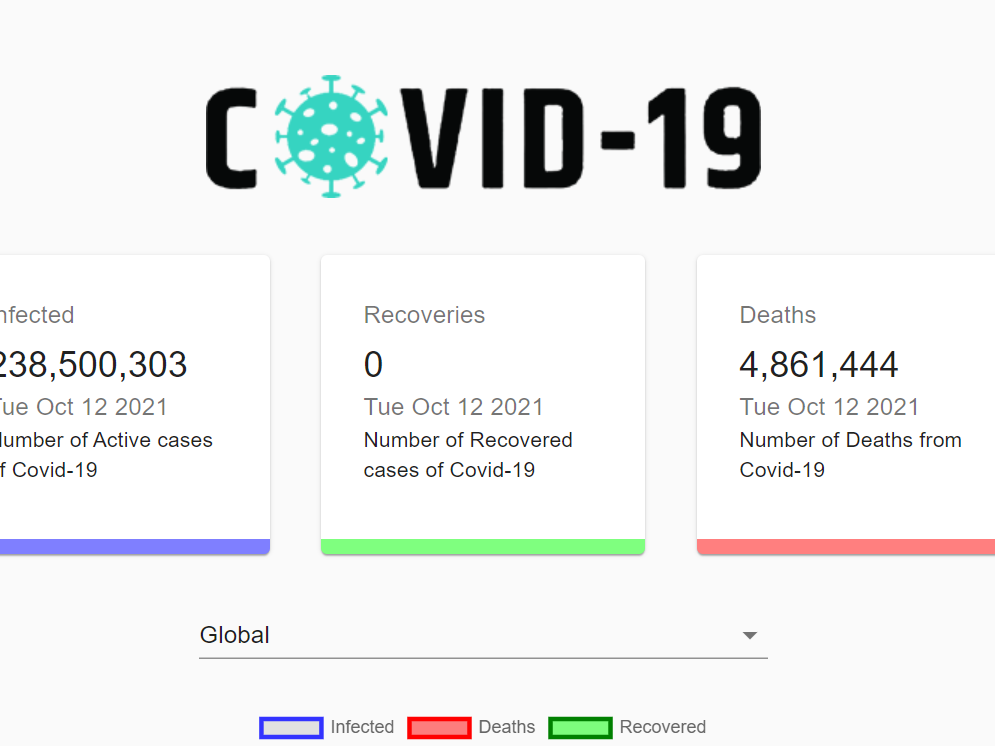 COVID-19
nfected
238,500,303
Tue Oct 12 2021
Number of Active cases
f Covid-19
Recoveries
0
Tue Oct 12 2021
Number of Recovered
cases of Covid-19
Deaths
4,861,444
Tue Oct 12 2021
Number of Deaths from
Covid-19
Global
Infected Deaths Recovered